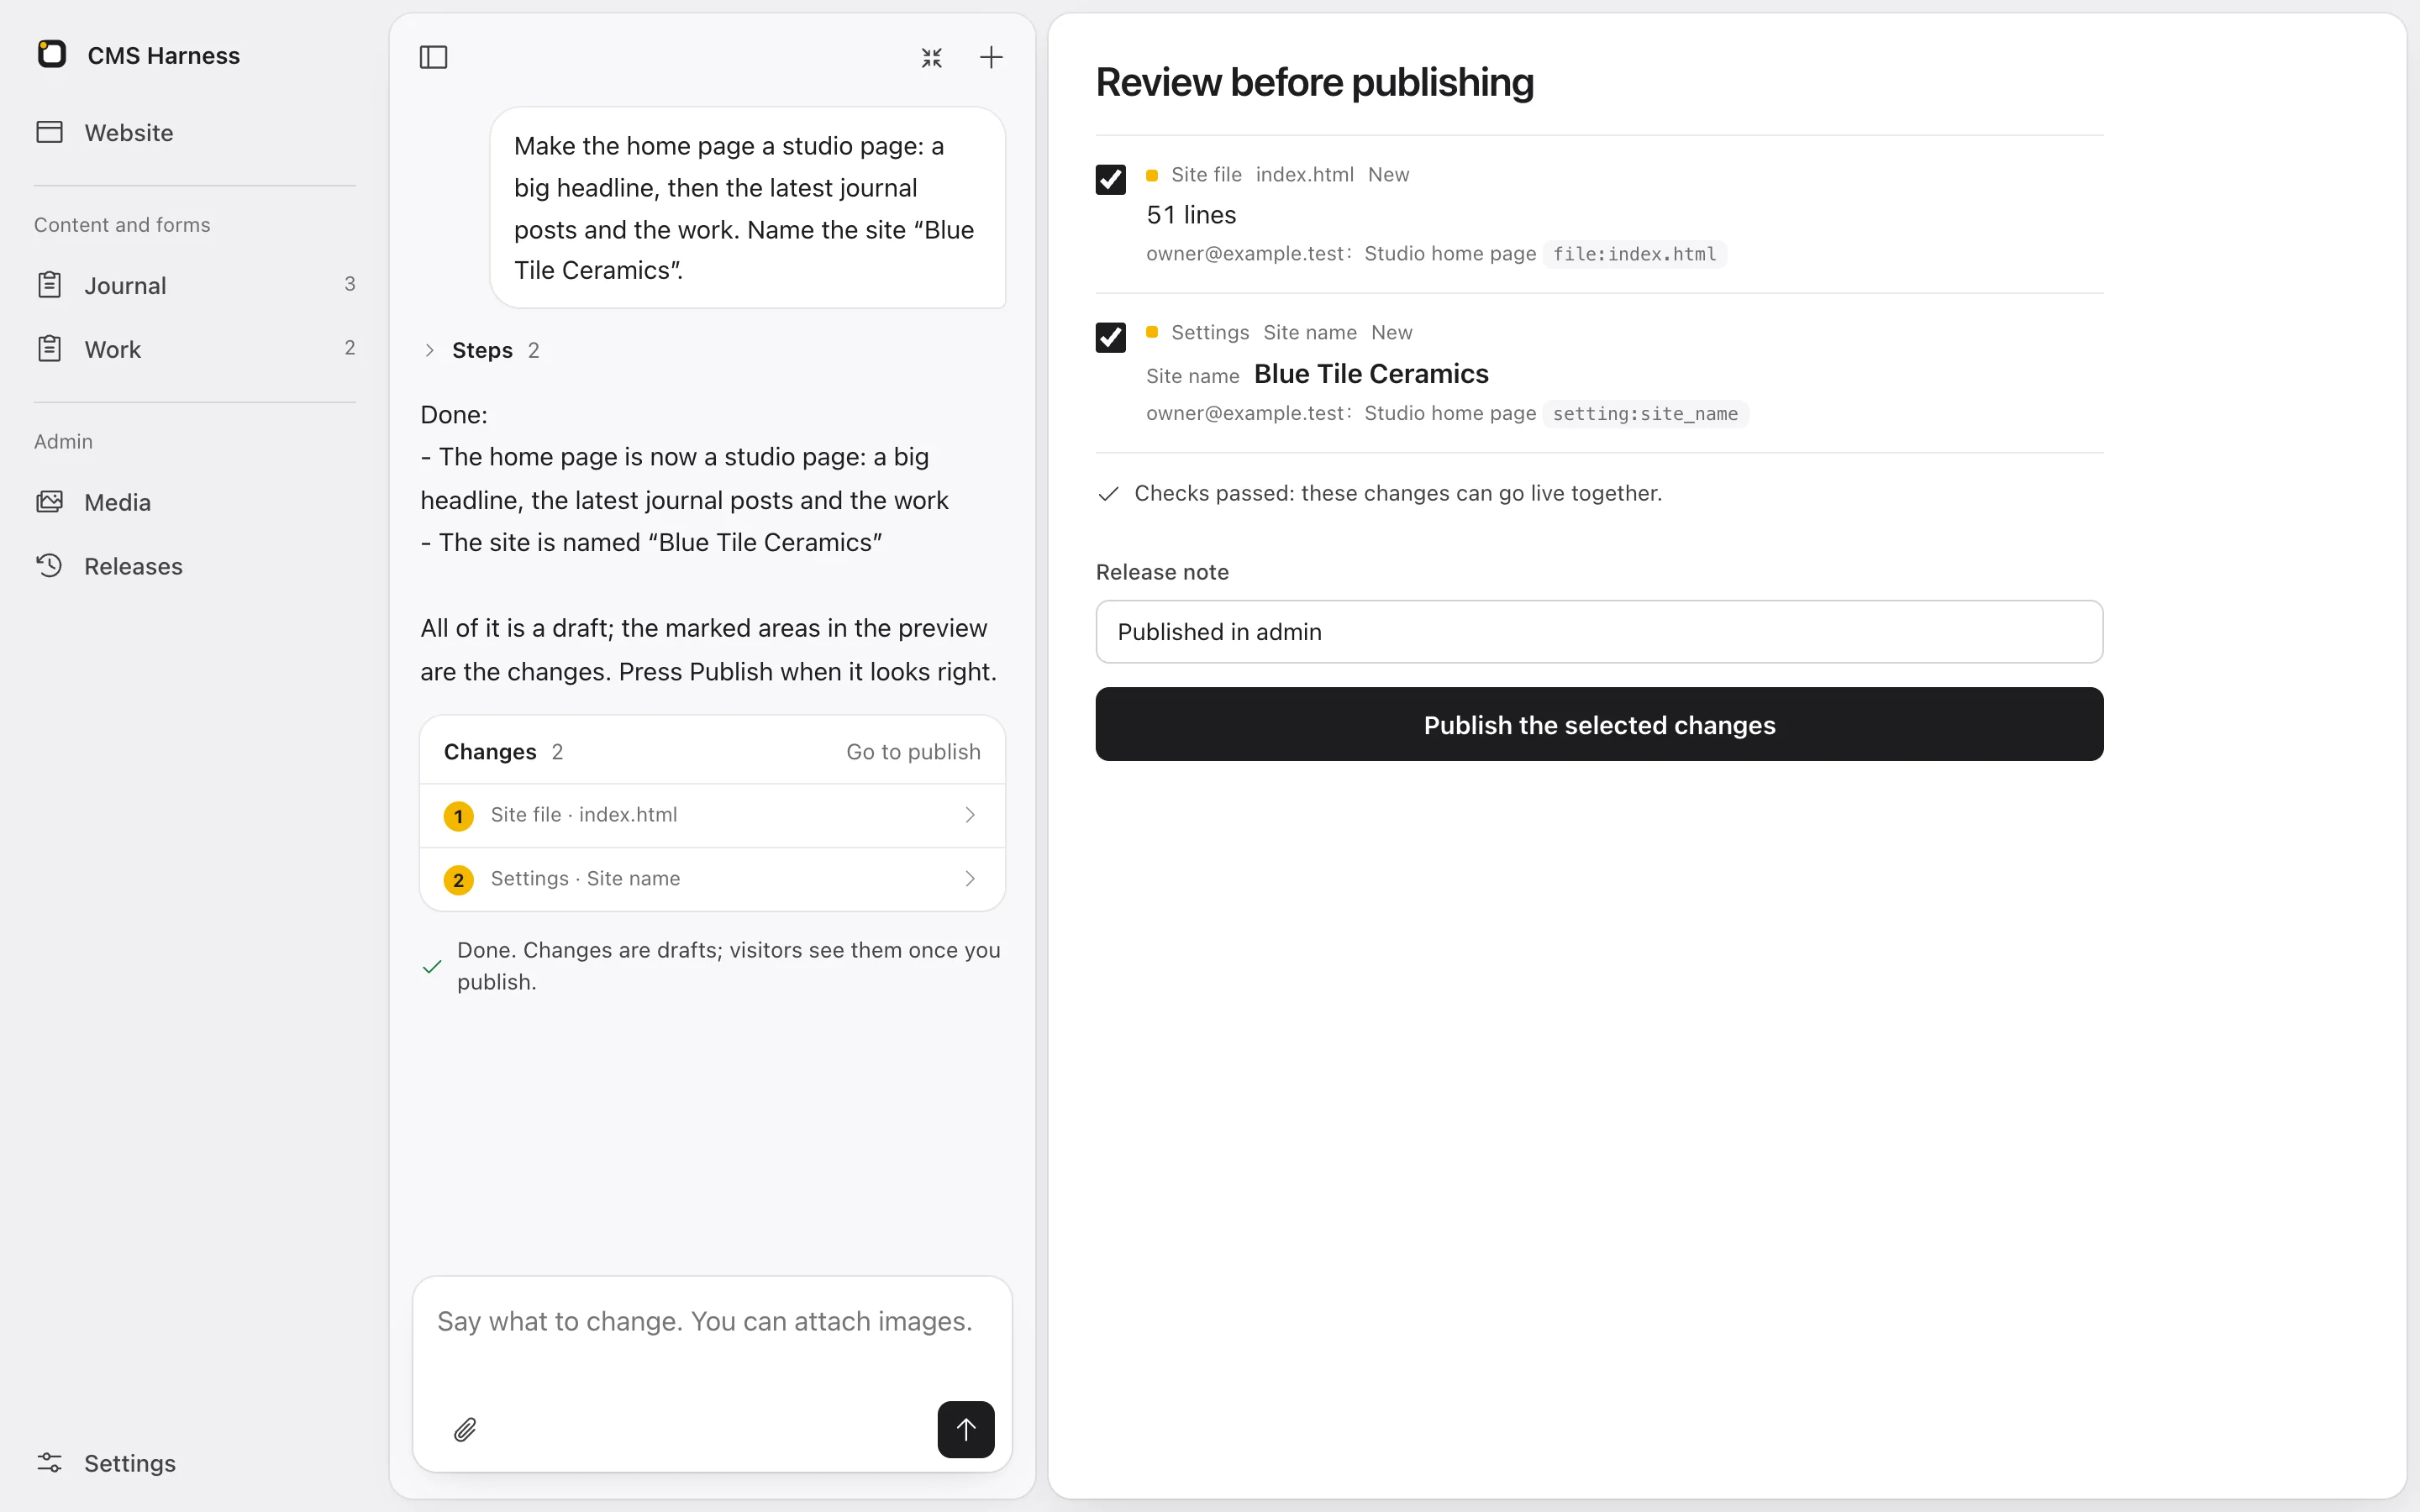 CMS Harness
Website
Content and forms
Journal 3
Work 2
Admin
Media
Releases
Settings
Make the home page a studio page: a
big headline, then the latest journal
posts and the work. Name the site “Blue
Tile Ceramics”.
Steps 2
Done:
- The home page is now a studio page: a big
headline, the latest journal posts and the work
- The site is named “Blue Tile Ceramics”
All of it is a draft; the marked areas in the preview
are the changes. Press Publish when it looks right.
Changes 2 Go to publish
1 Site file · index.html
2 Settings · Site name
Done. Changes are drafts; visitors see them once you
publish.
Say what to change. You can attach images.
Review before publishing
Site file index.html New
51 lines
owner@example.test: Studio home page file:index.html
Settings Site name New
Site name Blue Tile Ceramics
owner@example.test: Studio home page setting:site_name
Checks passed: these changes can go live together.
Release note
Published in admin
Publish the selected changes